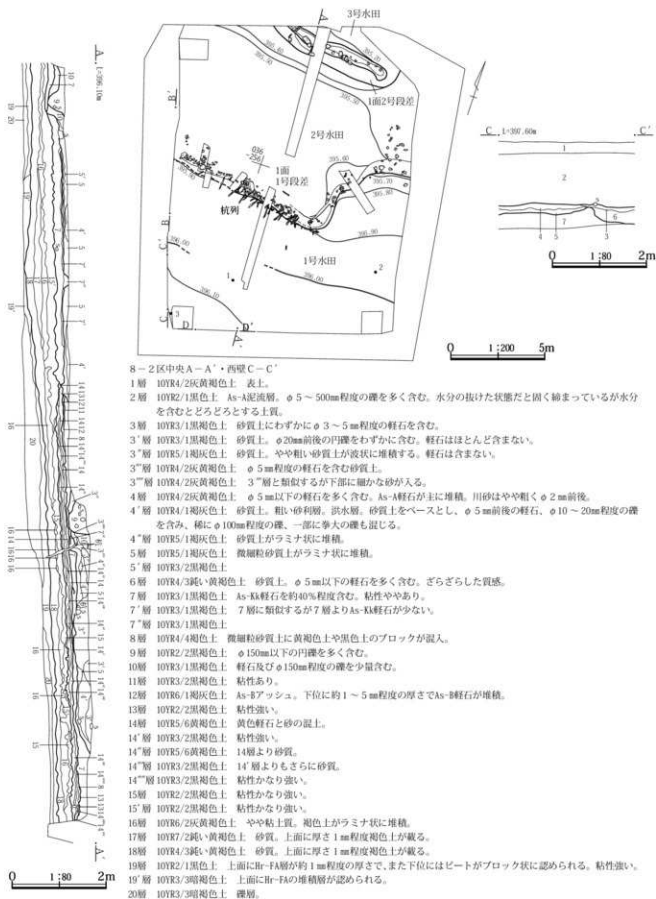 A
3号水田
A
L=396.10m
395.60
395.50
395.60
395.50
1面2号段差
B'
2号水田
036
-256
1面
1号段差
395.60
395.70
395.80
杭列
395.90
1号水田
396.00
396.00
396.10
B
C'
C
D
D'
A'
1
2
3
C L=397.60m C'
1
2
3
4 5 7 3 6
0 1:80 2m
0 1:200 5m
8－2区中央A－A'・西壁C－C'
1層 10YR4/2灰黄褐色土 表土。
2層 10YR2/1黒色土 As-A泥流層。φ5～500㎜程度の礫を多く含む。水分の抜けた状態だと固く締まっているが水分
を含むとどろどろとする土質。
3層 10YR3/1黒褐色土 砂質土にわずかにφ3～5㎜程度の軽石を含む。
3'層 10YR3/1黒褐色土 砂質土。φ20㎜前後の円礫をわずかに含む。軽石はほとんど含まない。
3"層 10YR5/1褐灰色土 砂質土。やや粗い砂質土が波状に堆積する。軽石は含まない。
3"'層 10YR4/2灰黄褐色土 φ5㎜程度の軽石を含む砂質土。
3""層 10YR4/2灰黄褐色土 3"'層と類似するが下部に細かな砂が入る。
4層 10YR4/2灰黄褐色土 φ5㎜以下の軽石を多く含む。As-A軽石が主に堆積。川砂はやや粗くφ2㎜前後。
4'層 10YR4/1褐灰色土 砂質土。粗い砂利層。洪水層。砂質土をベースとし、φ5㎜前後の軽石、φ10～20㎜程度の礫
を含み、稀にφ100㎜程度の礫、一部に拳大の礫も混じる。
4"層 10YR5/1褐灰色土 砂質土がラミナ状に堆積。
5層 10YR5/1褐灰色土 微細粒砂質土がラミナ状に堆積。
5'層 10YR3/2黒褐色土
6層 10YR4/3鈍い黄褐色土 砂質土。φ5㎜以下の軽石を多く含む。ざらざらした質感。
7層 10YR3/1黒褐色土 As-Kk軽石を約40％程度含む。粘性ややあり。
7'層 10YR3/1黒褐色土 7層に類似するが7層よりAs-Kk軽石が少ない。
7"層 10YR3/1黒褐色土
8層 10YR4/4褐色土 微細粒砂質土に黄褐色土や黒色土のブロックが混入。
9層 10YR2/2黒褐色土 φ150㎜以下の円礫を多く含む。
10層 10YR3/1黒褐色土 軽石及びφ150㎜程度の礫を少量含む。
11層 10YR3/2黒褐色土 粘性あり。
12層 10YR6/1褐灰色土 As-Bアッシュ。下位に約1～5㎜程度の厚さでAs-B軽石が堆積。
13層 10YR2/2黒褐色土 粘性強い。
14層 10YR5/6黄褐色土 黄色軽石と砂の混土。
14'層 10YR3/2黒褐色土 粘性強い。
14"層 10YR5/6黄褐色土 14層より砂質。
14"'層 10YR3/2黒褐色土 14'層よりもさらに砂質。
14""層 10YR3/2黒褐色土 粘性かなり強い。
15層 10YR2/2黒褐色土 粘性かなり強い。
15'層 10YR2/2黒褐色土 粘性かなり強い。
16層 10YR6/2灰黄褐色土 やや粘土質。褐色土がラミナ状に堆積。
17層 10YR7/2鈍い黄褐色土 砂質。上面に厚さ1㎜程度褐色土が載る。
18層 10YR4/3鈍い黄褐色土 砂質。上面に厚さ1㎜程度褐色土が載る。
19層 10YR2/1黒色土 上面にHr-FA層が約1㎜程度の厚さで、また下位にはピートがブロック状に認められる。粘性強い。
19'層 10YR3/3暗褐色土 上面にHr-FAの堆積層が認められる。
20層 10YR3/3暗褐色土 礫層。
A'
0 1:80 2m